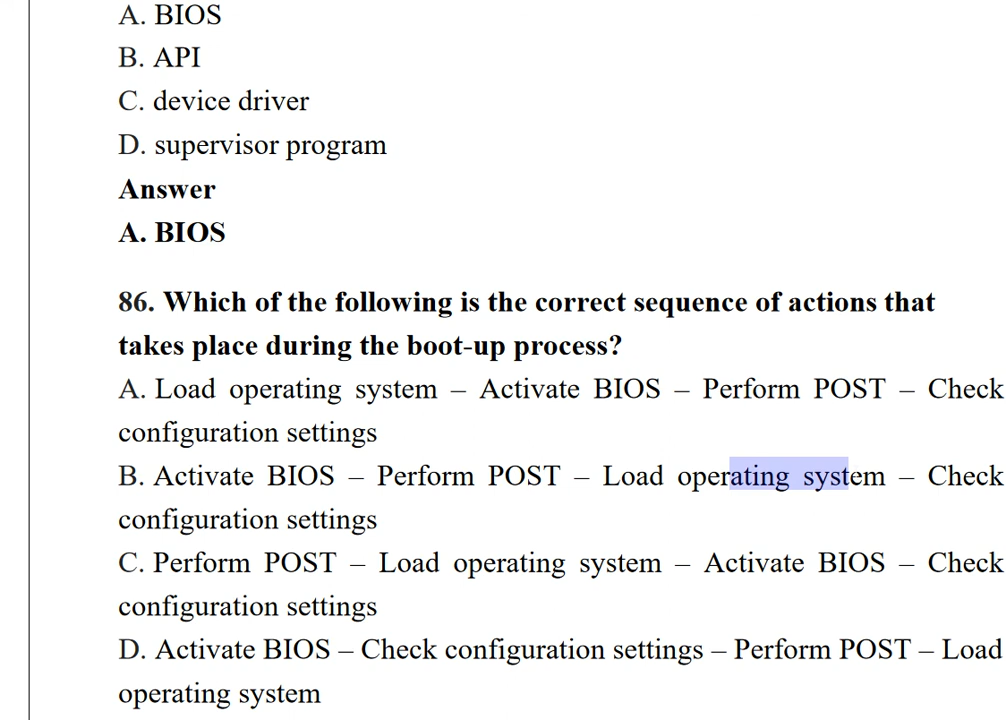 A. BIOS
B. API
C. device driver
D. supervisor program
Answer
A. BIOS
86. Which of the following is the correct sequence of actions that
takes place during the boot-up process?
A. Load operating system – Activate BIOS – Perform POST – Check
configuration settings
B. Activate BIOS – Perform POST – Load operating system – Check
configuration settings
C. Perform POST – Load operating system – Activate BIOS – Check
configuration settings
D. Activate BIOS – Check configuration settings – Perform POST – Load
operating system